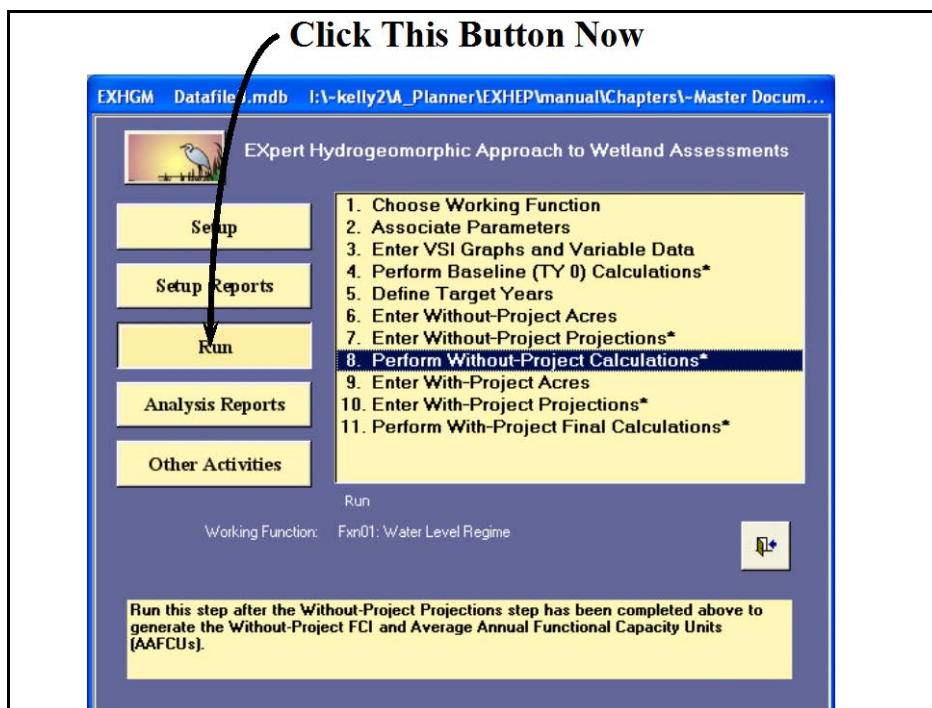 Click This Button Now
EXHGM Datafile3.mdb I:\~kelly2\A_Planner\EXHEP\manual\Chapters\~Master Docum...
EXpert Hydrogeomorphic Approach to Wetland Assessments
Setup
Setup Reports
Run
Analysis Reports
Other Activities
1. Choose Working Function
2. Associate Parameters
3. Enter VSI Graphs and Variable Data
4. Perform Baseline (TY 0) Calculations*
5. Define Target Years
6. Enter Without-Project Acres
7. Enter Without-Project Projections*
8. Perform Without-Project Calculations*
9. Enter With-Project Acres
10. Enter With-Project Projections*
11. Perform With-Project Final Calculations*
Run
Working Function: Fxn01: Water Level Regime
Run this step after the Without-Project Projections step has been completed above to
generate the Without-Project FCI and Average Annual Functional Capacity Units
(AAFCUs).